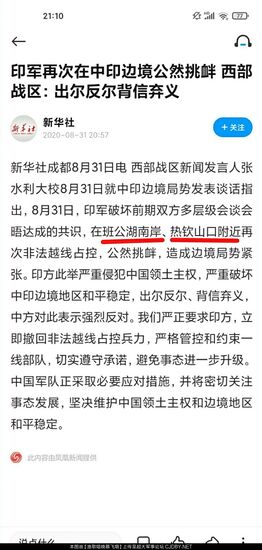 21:10
77
印军再次在中印边境公然挑衅 西部
战区：出尔反尔背信弃义
新华社
新华社
2020-08-31 20:57
+ 关注
新华社成都8月31日电 西部战区新闻发言人张
水利大校8月31日就中印边境局势发表谈话指
出，8月31日，印军破坏前期双方多层级会谈会
晤达成的共识，在班公湖南岸、热钦山口附近再
次非法越线占控，公然挑衅，造成边境局势紧
张。印方此举严重侵犯中国领土主权，严重破坏
中印边境地区和平稳定，出尔反尔、背信弃义，
中方对此表示强烈反对。我们严正要求印方，立
即撤回非法越线占控兵力，严格管控和约束一
线部队，切实遵守承诺，避免事态进一步升级。
中国军队正采取必要应对措施，并将密切关注
事态发展，坚决维护中国领土主权和边境地区
和平稳定。
此内容由凤凰新闻提供
说点什么
本图由【渔歌唱晚慕飞晴】上传至超大军事论坛 CJDBY.NET